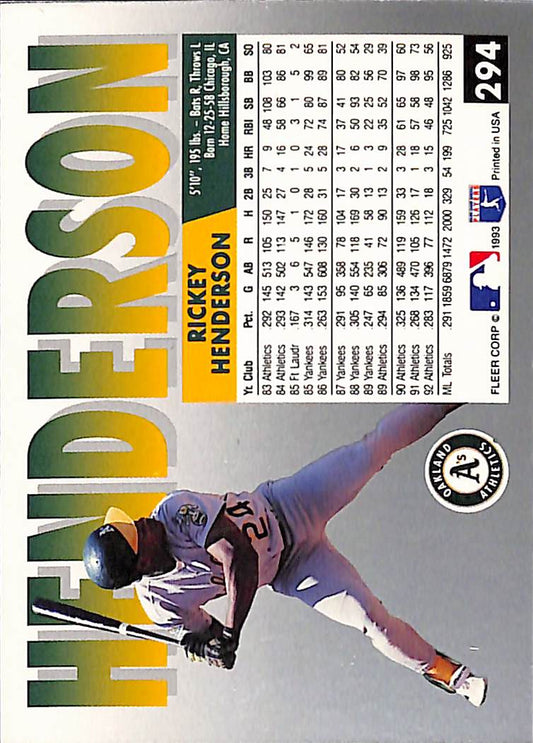 HENDERSON
RICKEY
HENDERSON
5'10", 195 lbs. – Bats R, Throws L
Born 12-25-58 Chicago, IL
Home Hillsborough, CA
Yr. Club Pct. G AB R H 2B 3B HR RBI SB BB SO
83 Athletics .292 145 513 105 150 25 7 9 48 108 103 80
84 Athletics .293 142 502 113 147 27 4 16 58 66 86 81
85 Ft Laudr .167 3 6 5 1 0 1 0 3 1 5 2
85 Yankees .314 143 547 146 172 28 5 24 72 80 99 65
86 Yankees .263 153 608 130 160 31 5 28 74 87 89 81
87 Yankees .291 95 358 78 104 17 3 17 37 41 80 52
88 Yankees .305 140 554 118 169 30 2 6 50 93 82 54
89 Yankees .247 65 235 41 58 13 1 3 22 25 56 29
89 Athletics .294 85 306 72 90 13 2 9 35 52 70 39
90 Athletics .325 136 489 119 159 33 3 28 61 65 97 60
91 Athletics .268 134 470 105 126 17 1 18 57 58 98 73
92 Athletics .283 117 396 77 112 18 3 15 46 48 95 56
ML Totals .291 1859 6879 1472 2000 329 54 199 725 1042 1286 925
FLEER CORP © 1993 Printed in USA
294
OAKLAND
A's
ATHLETICS
24